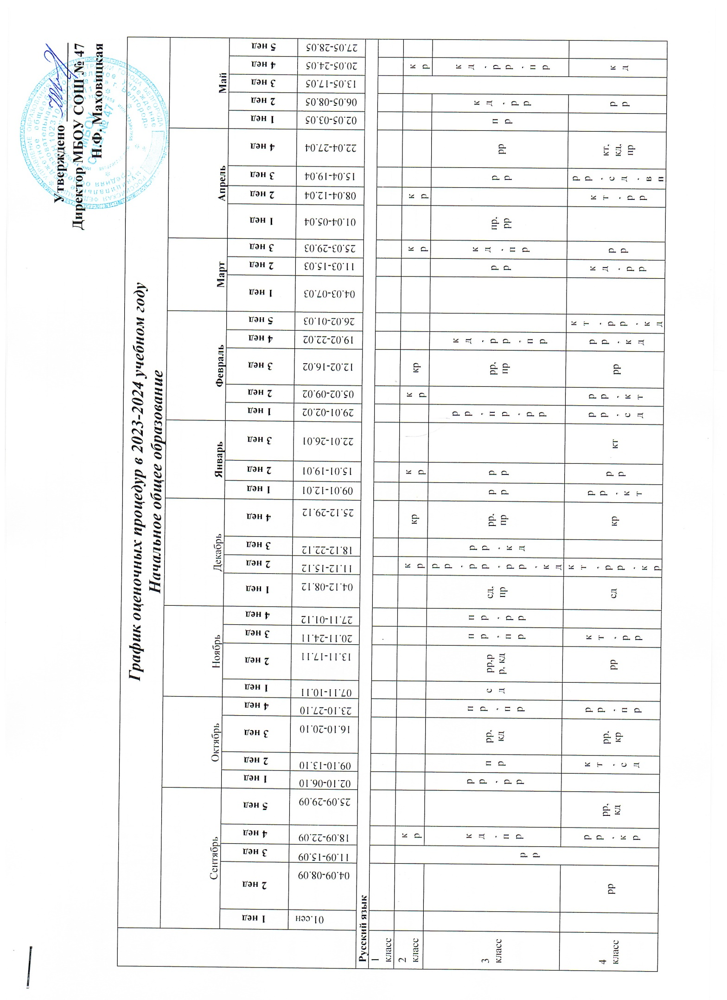 Утверждено
Директор МБОУ СОШ № 47
Н.Ф. Маховицкая
График оценочных процедур в 2023-2024 учебном году
Начальное общее образование
Сентябрь Октябрь Ноябрь Декабрь Январь Февраль Март Апрель Май
1 нед 2 нед 3 нед 4 нед 5 нед 1 нед 2 нед 3 нед 4 нед 1 нед 2 нед 3 нед 4 нед 1 нед 2 нед 3 нед 4 нед 1 нед 2 нед 3 нед 1 нед 2 нед 3 нед 4 нед 5 нед 1 нед 2 нед 3 нед 1 нед 2 нед 3 нед 4 нед 1 нед 2 нед 3 нед 4 нед 5 нед
01.сен 04.09-08.09 11.09-15.09 18.09-22.09 25.09-29.09 02.10-06.10 09.10-13.10 16.10-20.10 23.10-27.10 07.11-10.11 13.11-17.11 20.11-24.11 27.11-01.12 04.12-08.12 11.12-15.12 18.12-22.12 25.12-29.12 09.01-12.01 15.01-19.01 22.01-26.01 29.01-02.02 05.02-09.02 12.02-16.02 19.02-22.02 26.02-01.03 04.03-07.03 11.03-15.03 25.03-29.03 01.04-05.04 08.04-12.04 15.04-19.04 22.04-27.04 02.05-03.05 06.05-08.05 13.05-17.05 20.05-24.05 27.05-28.05
Русский язык
1 класс
2 класс рр кр кр кр кр кр кр кр кр кр
3 класс кд, пр рр, рр пр рр, кд пр, пр сд рр,р р, кд пр, пр пр, рр сд, пр рр, рр, рр, кд рр, кд рр, пр рр рр рр, пр, рр рр, пр кд, рр, пр рр кд, пр пр, рр рр рр пр кд, рр кд, рр, пр
4 класс рр рр, кр рр, кд кт, сд рр, кр рр, пр рр кт, рр сд кт, рр, кр кр рр, кт рр кт рр, сд рр, кт рр рр, кд кт, рр, кд кд, рр рр кт, рр рр, сд, вп кт, кд, пр рр кд
МБОУ
СОШ № 47